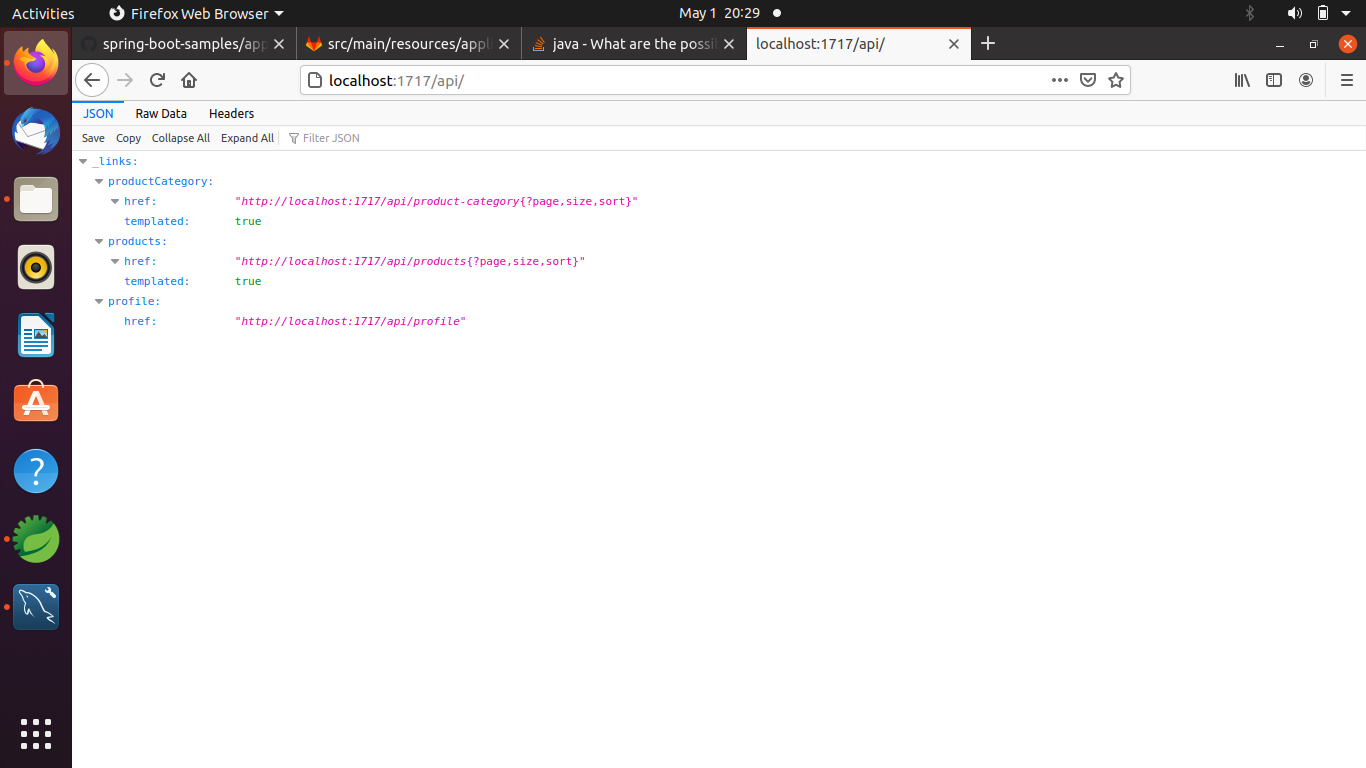 Activities Firefox Web Browser May 1 20:29
spring-boot-samples/app src/main/resources/appl java - What are the possil localhost:1717/api/
localhost:1717/api/
JSON Raw Data Headers
Save Copy Collapse All Expand All Filter JSON
_links:
productCategory:
href: "http://localhost:1717/api/product-category{?page,size,sort}"
templated: true
products:
href: "http://localhost:1717/api/products{?page,size,sort}"
templated: true
profile:
href: "http://localhost:1717/api/profile"